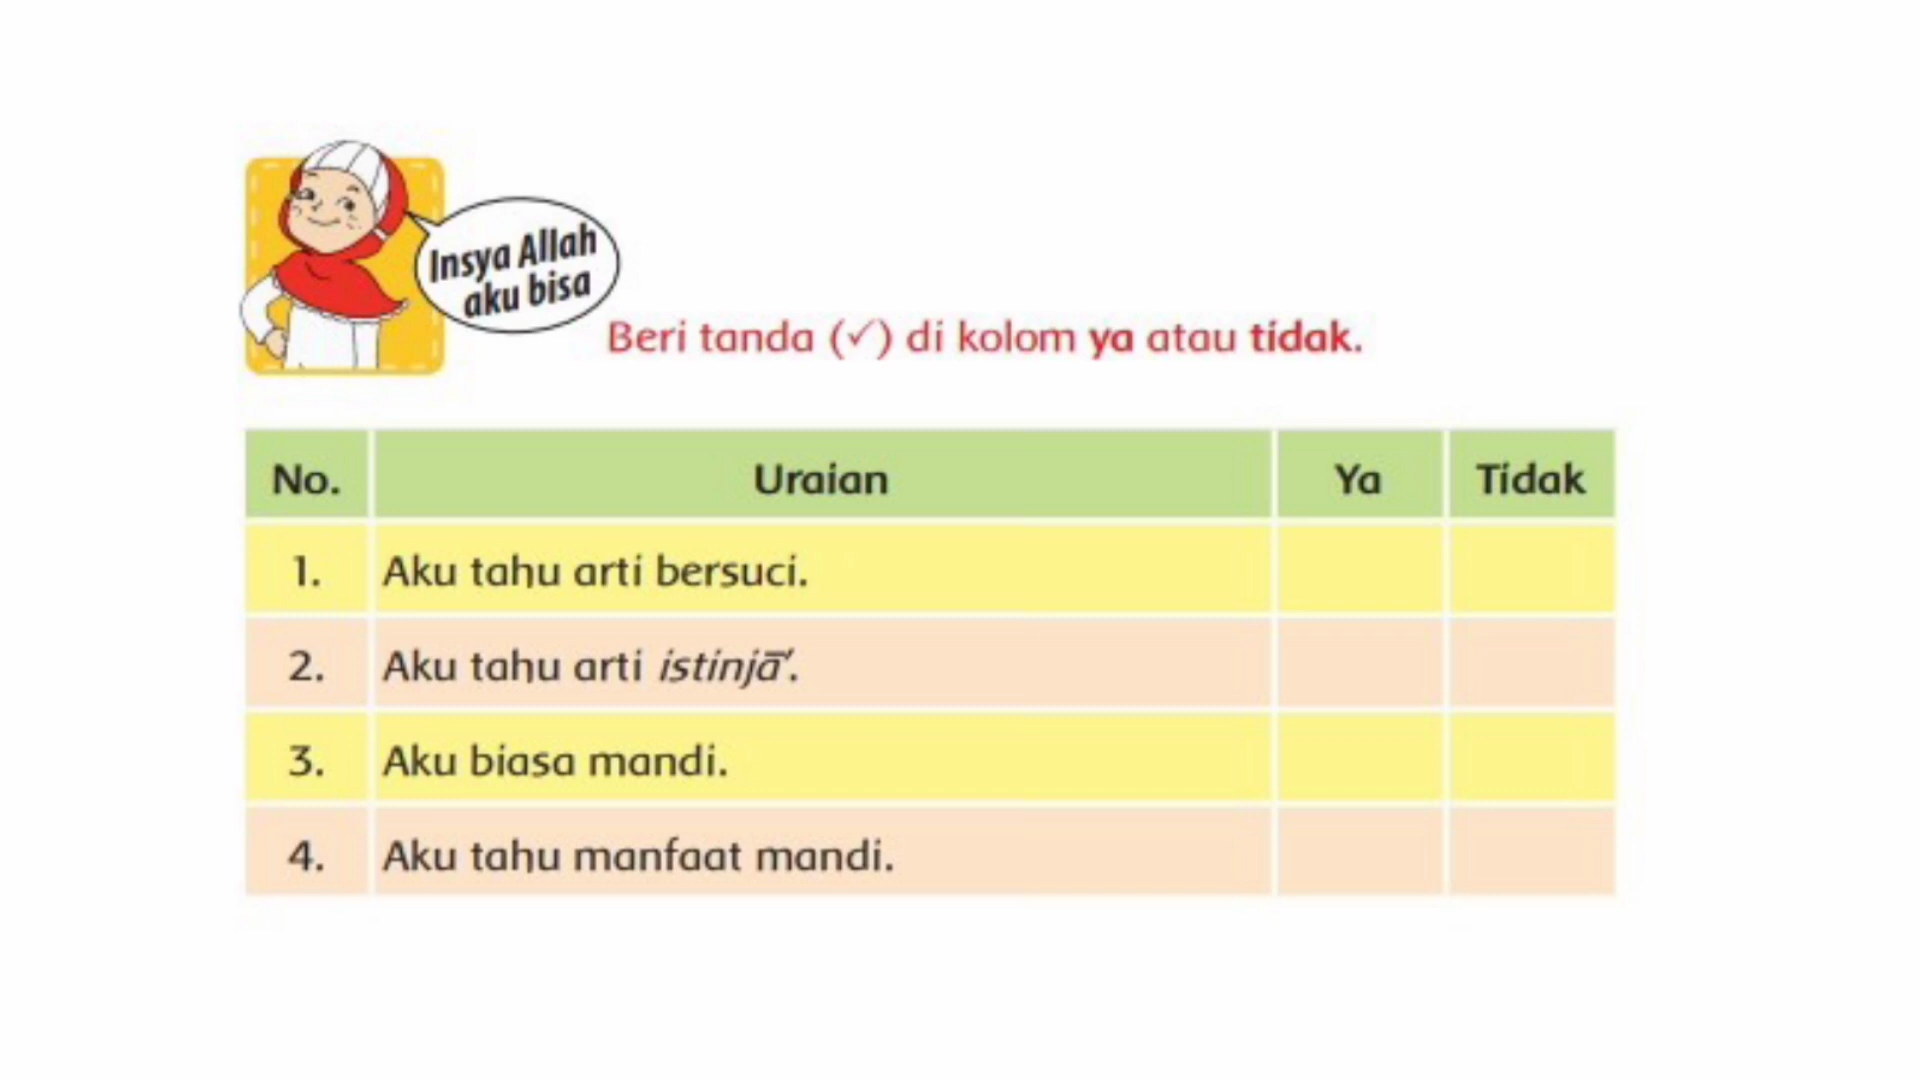 Insya Allah
aku bisa
Beri tanda (✓) di kolom ya atau tidak.
No. Uraian Ya Tidak
1. Aku tahu arti bersuci.
2. Aku tahu arti istinjā'.
3. Aku biasa mandi.
4. Aku tahu manfaat mandi.